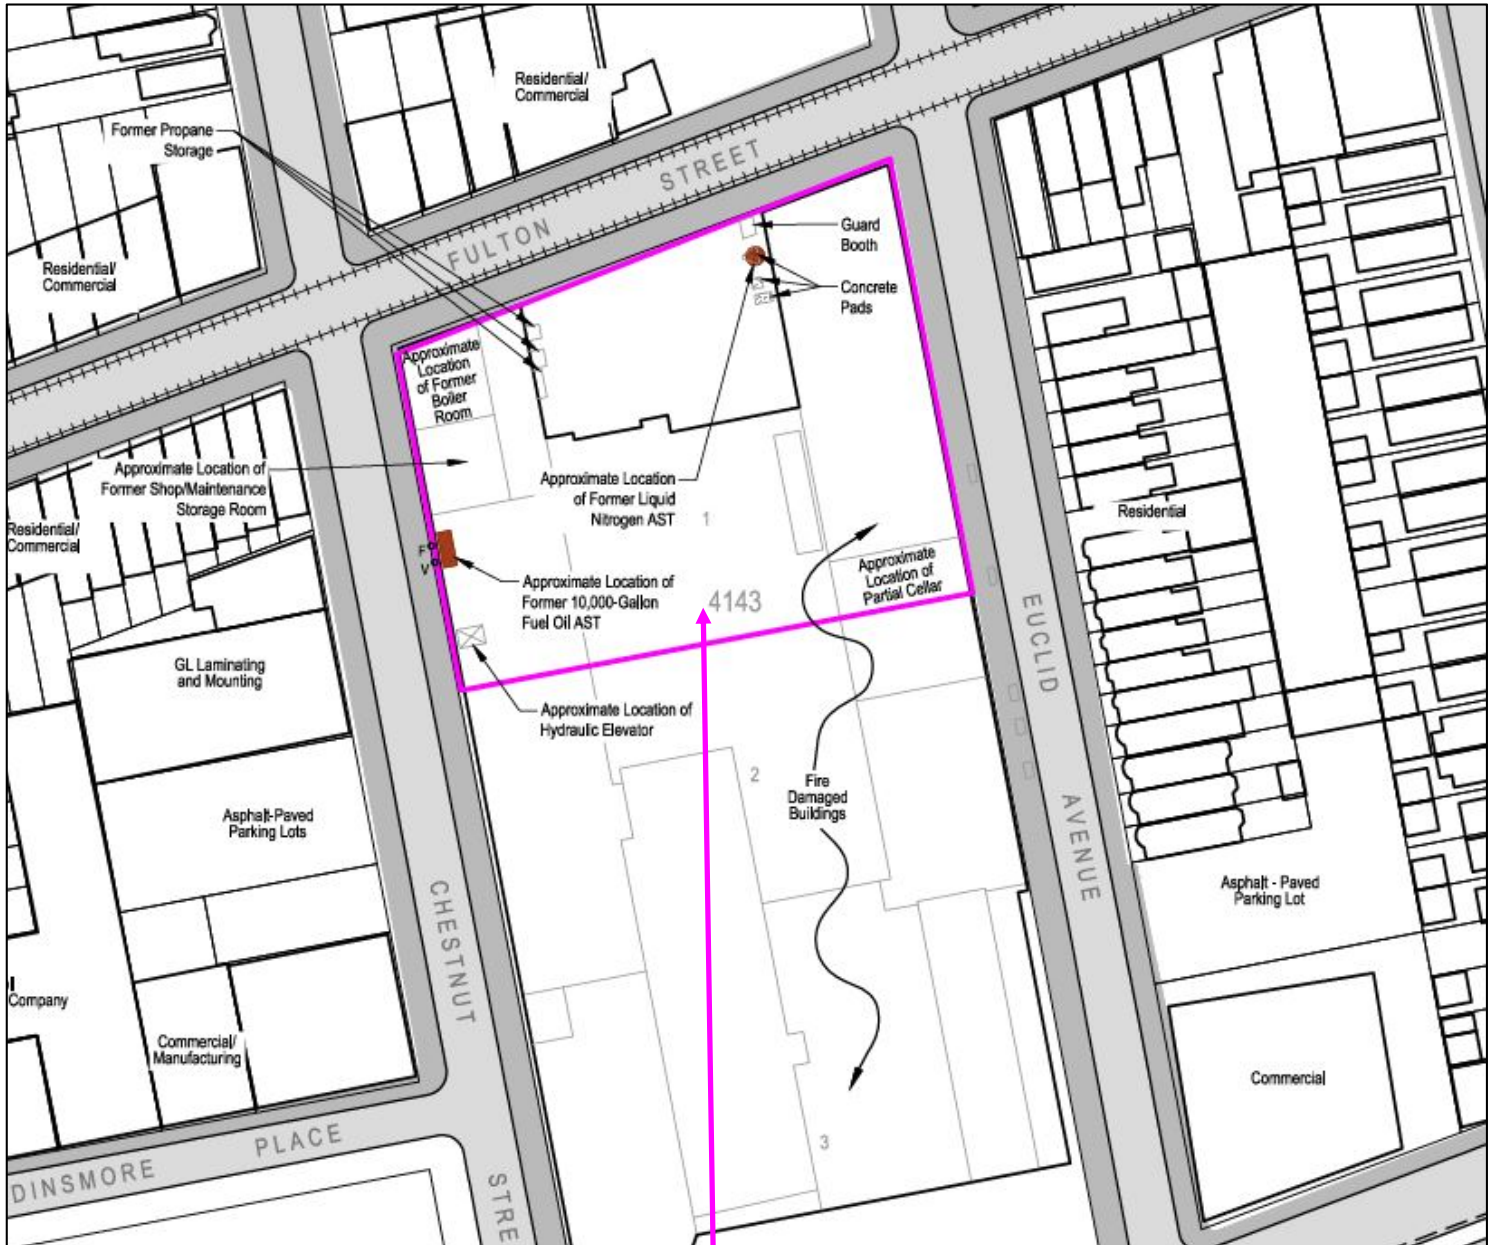 Residential/
Commercial
Former Propane
Storage
FULTON STREET
Guard
Booth
Residential/
Commercial
Concrete
Pads
Approximate
Location
of Former
Boiler
Room
Approximate Location of
Former Shop/Maintenance
Storage Room
Approximate Location
of Former Liquid
Nitrogen AST
1
Residential
Residential/
Commercial
F
V
Approximate
Location of
Partial Cellar
Approximate Location of
Former 10,000-Gallon
Fuel Oil AST
4143
EUCLID AVENUE
GL Laminating
and Mounting
Approximate Location of
Hydraulic Elevator
2
Fire
Damaged
Buildings
Asphalt-Paved
Parking Lots
Asphalt - Paved
Parking Lot
CHESTNUT
STRE
Company
Commercial/
Manufacturing
Commercial
3
DINSMORE PLACE